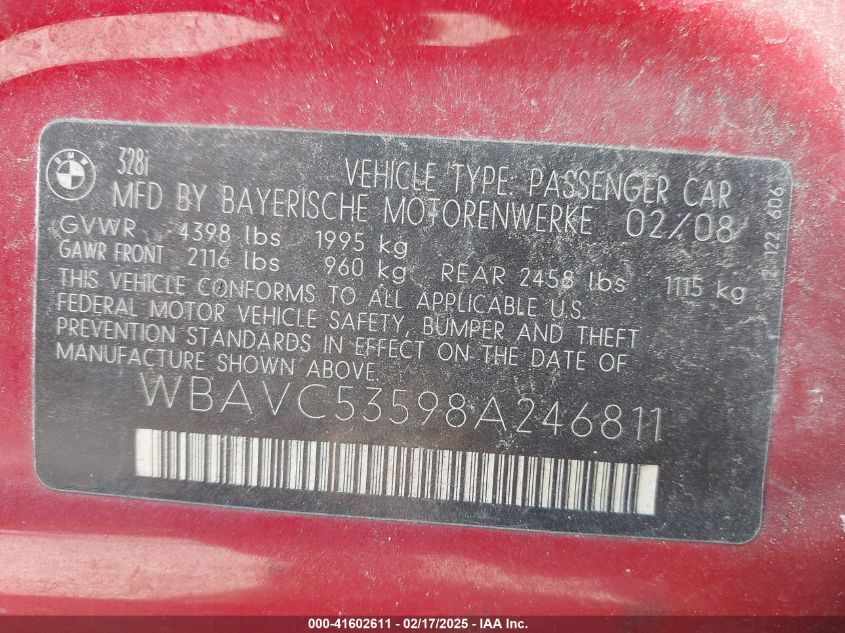 BMW
328i
VEHICLE TYPE: PASSENGER CAR
MFD BY BAYERISCHE MOTORENWERKE 02/08
GVWR 4398 lbs 1995 kg
GAWR FRONT 2116 lbs 960 kg REAR 2458 lbs 1115 kg
THIS VEHICLE CONFORMS TO ALL APPLICABLE U.S.
FEDERAL MOTOR VEHICLE SAFETY, BUMPER AND THEFT
PREVENTION STANDARDS IN EFFECT ON THE DATE OF
MANUFACTURE SHOWN ABOVE.
WBAVC53598A246811
122 606
000-41602611 - 02/17/2025 - IAA Inc.